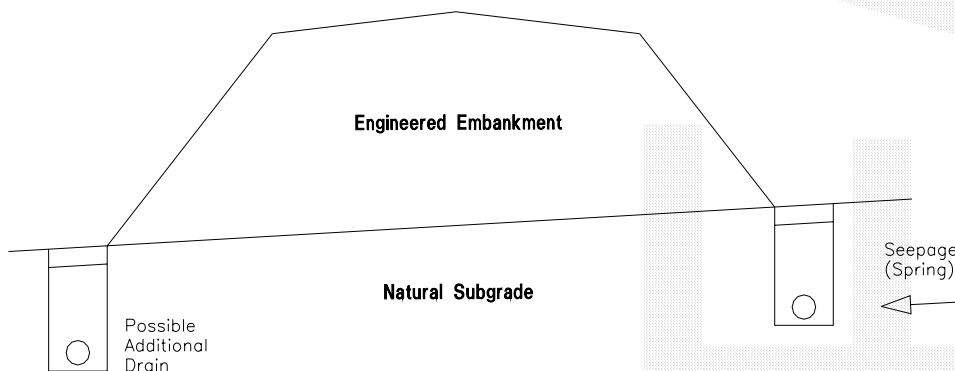 Engineered Embankment
Seepage
(Spring)
Natural Subgrade
Possible
Additional
Drain